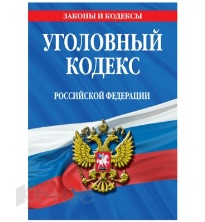 ЗАКОНЫ И КОДЕКСЫ
УГОЛОВНЫЙ
КОДЕКС
РОССИЙСКОЙ ФЕДЕРАЦИИ